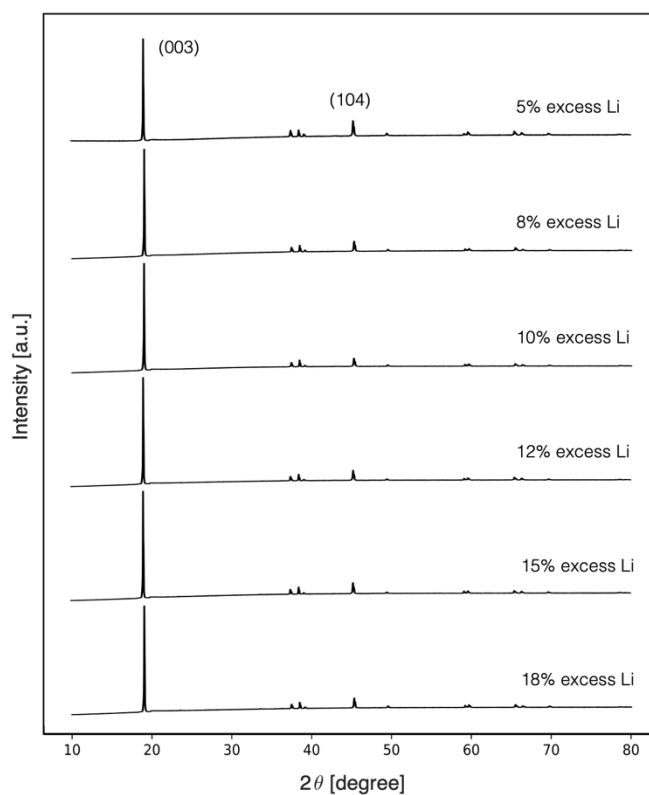 (003)
(104)
5% excess Li
8% excess Li
10% excess Li
12% excess Li
15% excess Li
18% excess Li
Intensity [a.u.]
10 20 30 40 50 60 70 80
2θ [degree]